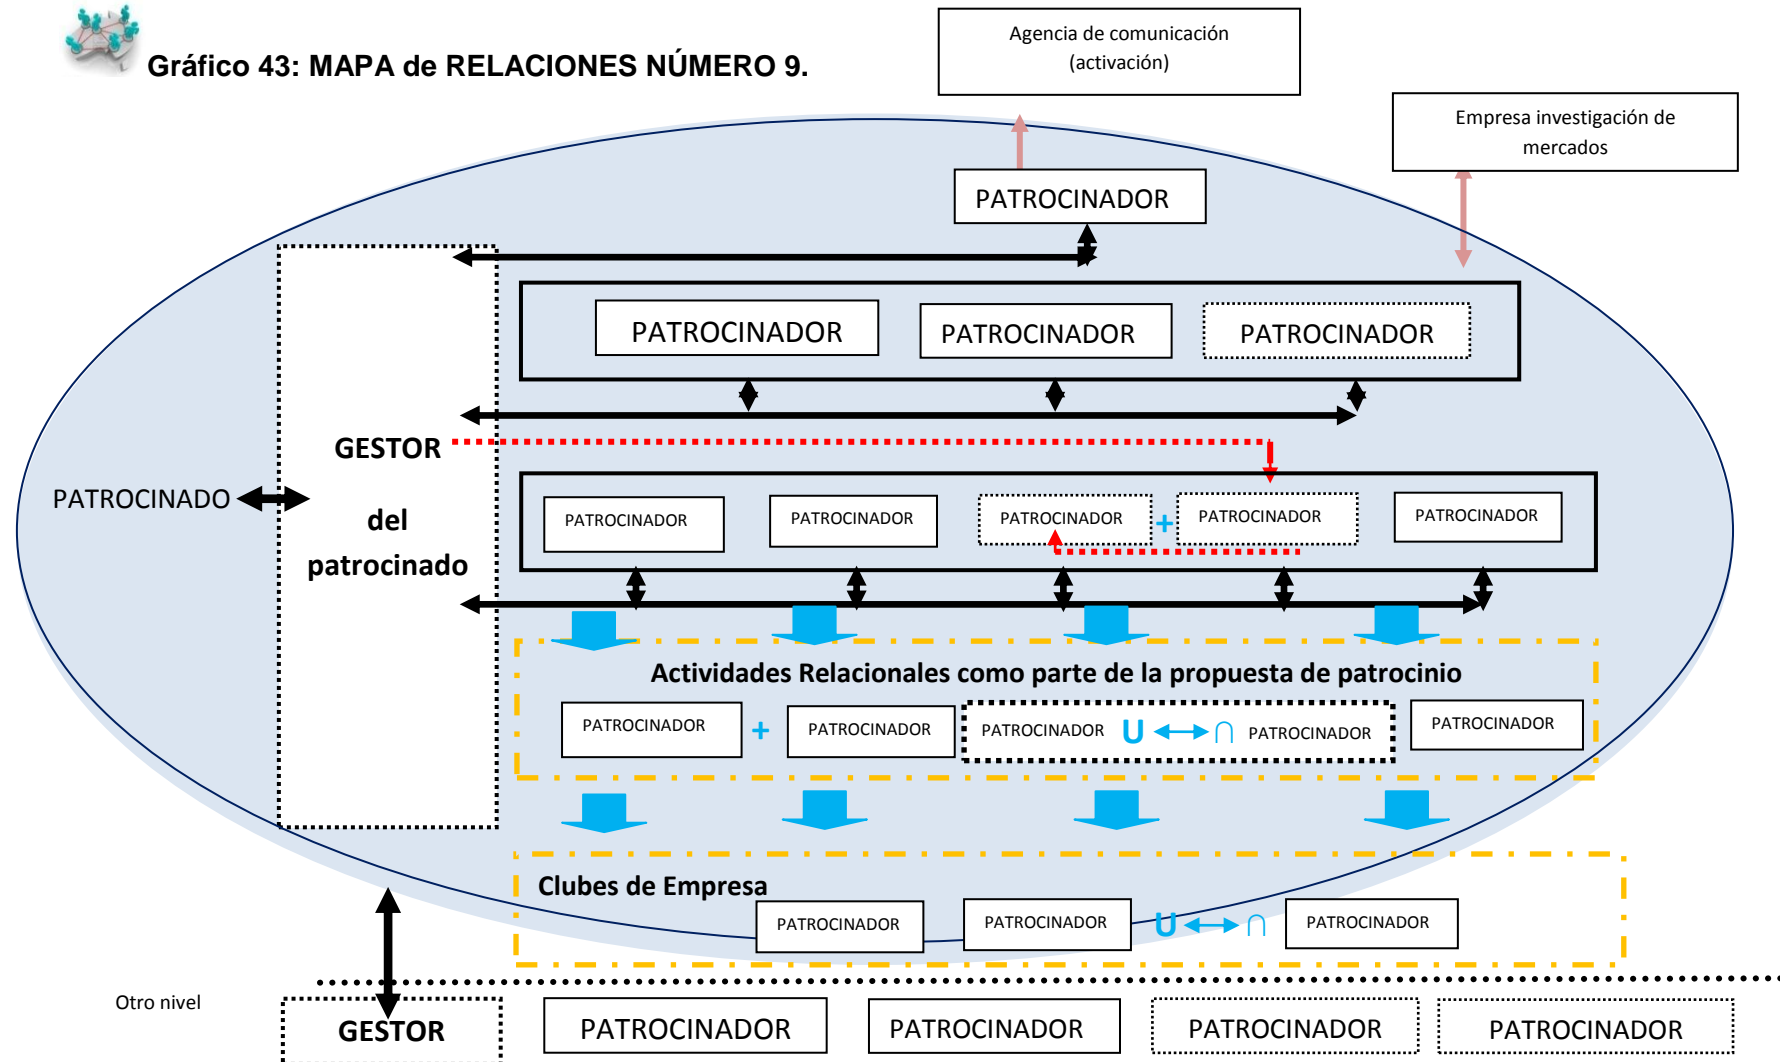 Gráfico 43: MAPA de RELACIONES NÚMERO 9.
Agencia de comunicación
(activación)
Empresa investigación de
mercados
PATROCINADOR
PATROCINADOR
PATROCINADOR
PATROCINADOR
GESTOR
del
patrocinado
PATROCINADO
PATROCINADOR
PATROCINADOR
PATROCINADOR
+
PATROCINADOR
PATROCINADOR
Actividades Relacionales como parte de la propuesta de patrocinio
PATROCINADOR
+
PATROCINADOR
PATROCINADOR
U
∩
PATROCINADOR
PATROCINADOR
Clubes de Empresa
PATROCINADOR
PATROCINADOR
U
∩
PATROCINADOR
Otro nivel
GESTOR
PATROCINADOR
PATROCINADOR
PATROCINADOR
PATROCINADOR